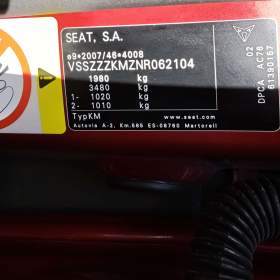 SEAT, S.A.
e9*2007/46*4008
VSSZZZKMZNR062104
1980 kg
3480 kg
1- 1020 kg
2- 1010 kg
TypKM www.seat.com
Autovía A-2, Km.585 ES-08760 Martorell
02
DPCA AC76
61390167